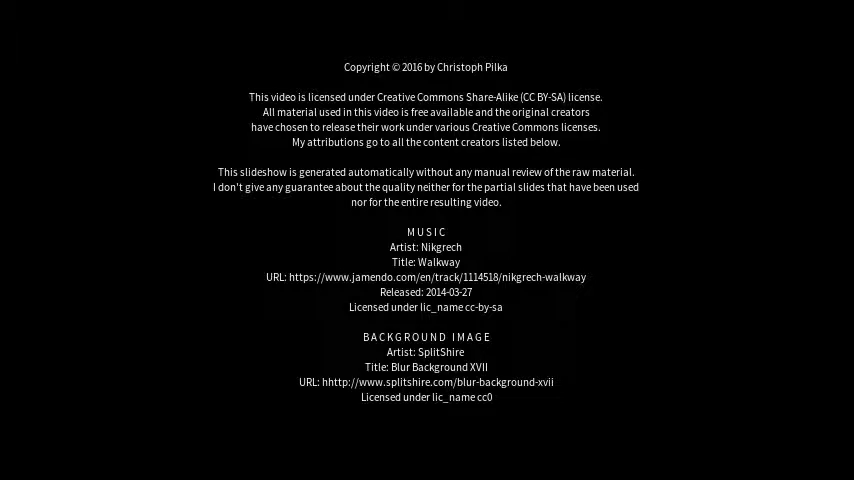 Copyright © 2016 by Christoph Pilka
This video is licensed under Creative Commons Share-Alike (CC BY-SA) license.
All material used in this video is free available and the original creators
have chosen to release their work under various Creative Commons licenses.
My attributions go to all the content creators listed below.
This slideshow is generated automatically without any manual review of the raw material.
I don't give any guarantee about the quality neither for the partial slides that have been used
nor for the entire resulting video.
MUSIC
Artist: Nikgrech
Title: Walkway
URL: https://www.jamendo.com/en/track/1114518/nikgrech-walkway
Released: 2014-03-27
Licensed under lic_name cc-by-sa
BACKGROUND IMAGE
Artist: SplitShire
Title: Blur Background XVII
URL: hhttp://www.splitshire.com/blur-background-xvii
Licensed under lic_name cc0